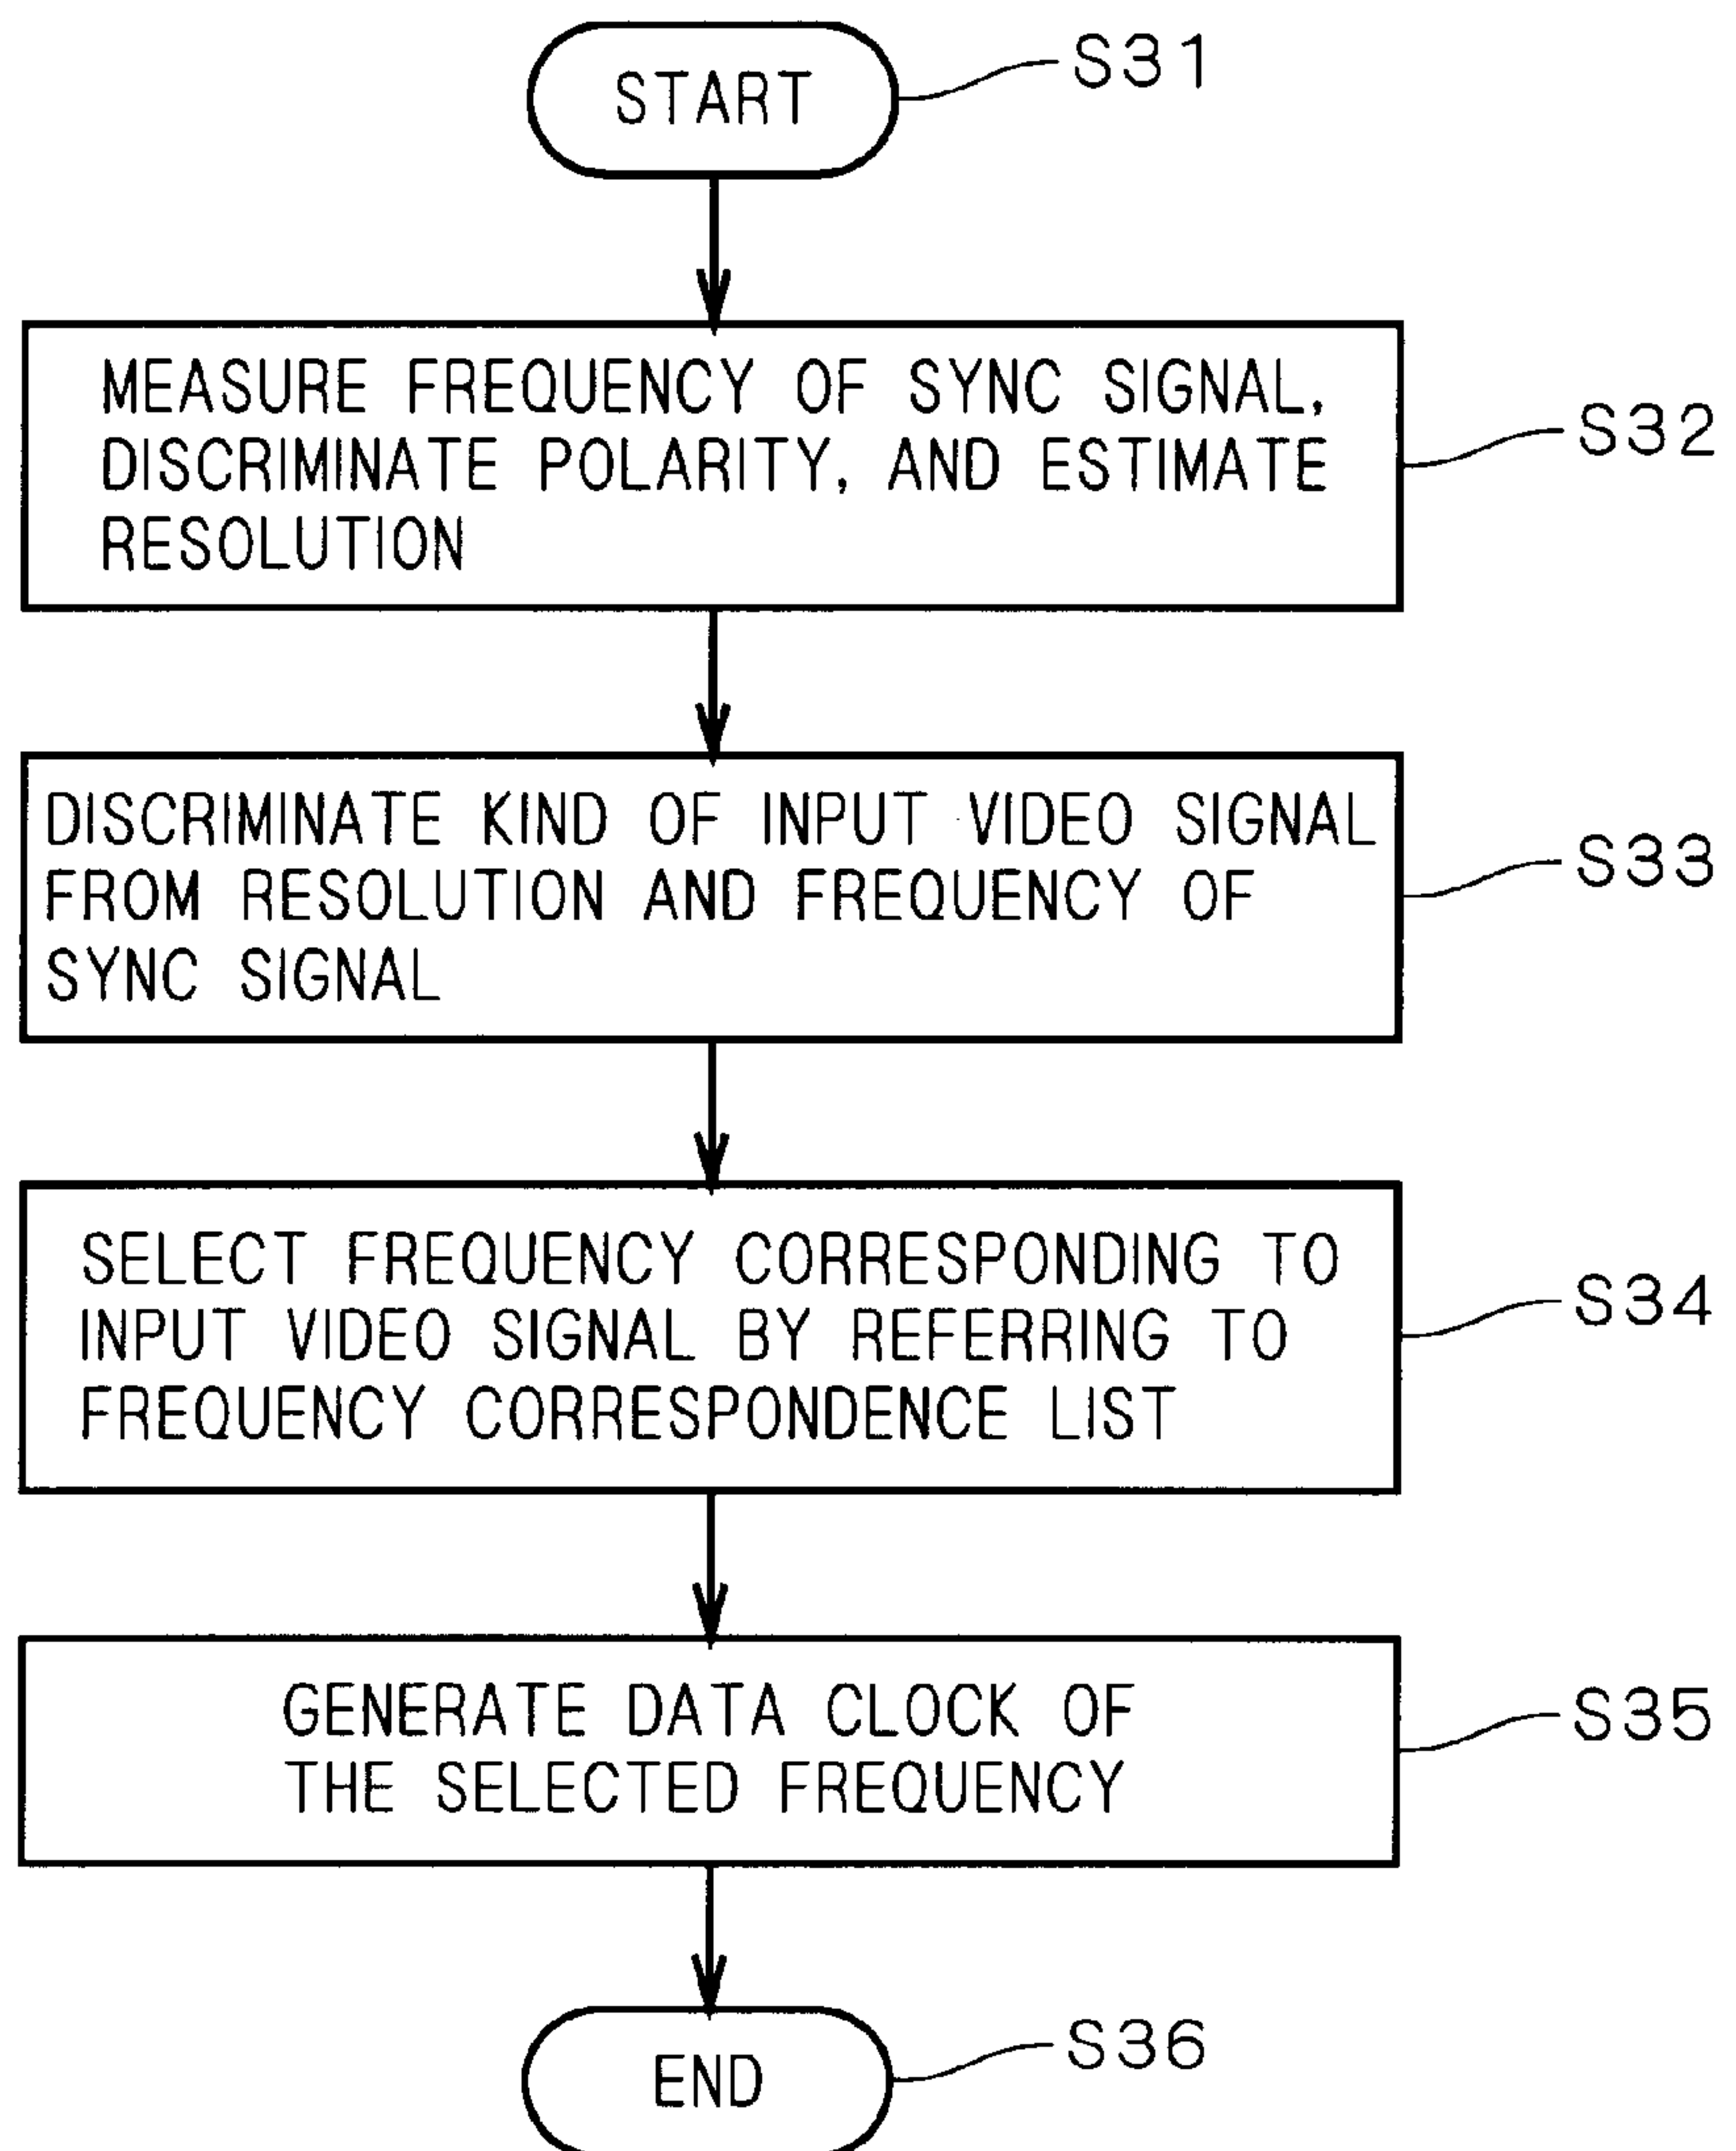 START
S31
MEASURE FREQUENCY OF SYNC SIGNAL,
DISCRIMINATE POLARITY, AND ESTIMATE
RESOLUTION
S32
DISCRIMINATE KIND OF INPUT VIDEO SIGNAL
FROM RESOLUTION AND FREQUENCY OF
SYNC SIGNAL
S33
SELECT FREQUENCY CORRESPONDING TO
INPUT VIDEO SIGNAL BY REFERRING TO
FREQUENCY CORRESPONDENCE LIST
S34
GENERATE DATA CLOCK OF
THE SELECTED FREQUENCY
S35
END
S36